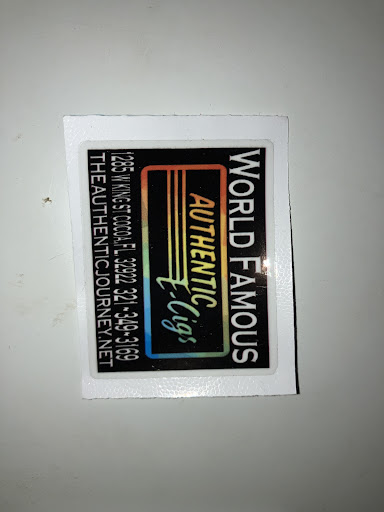 WORLD FAMOUS
AUTHENTIC
E-Cigs
1285 W KING ST COCOA, FL. 32922 321-349-3169
THEAUTHENTICJOURNEY.NET